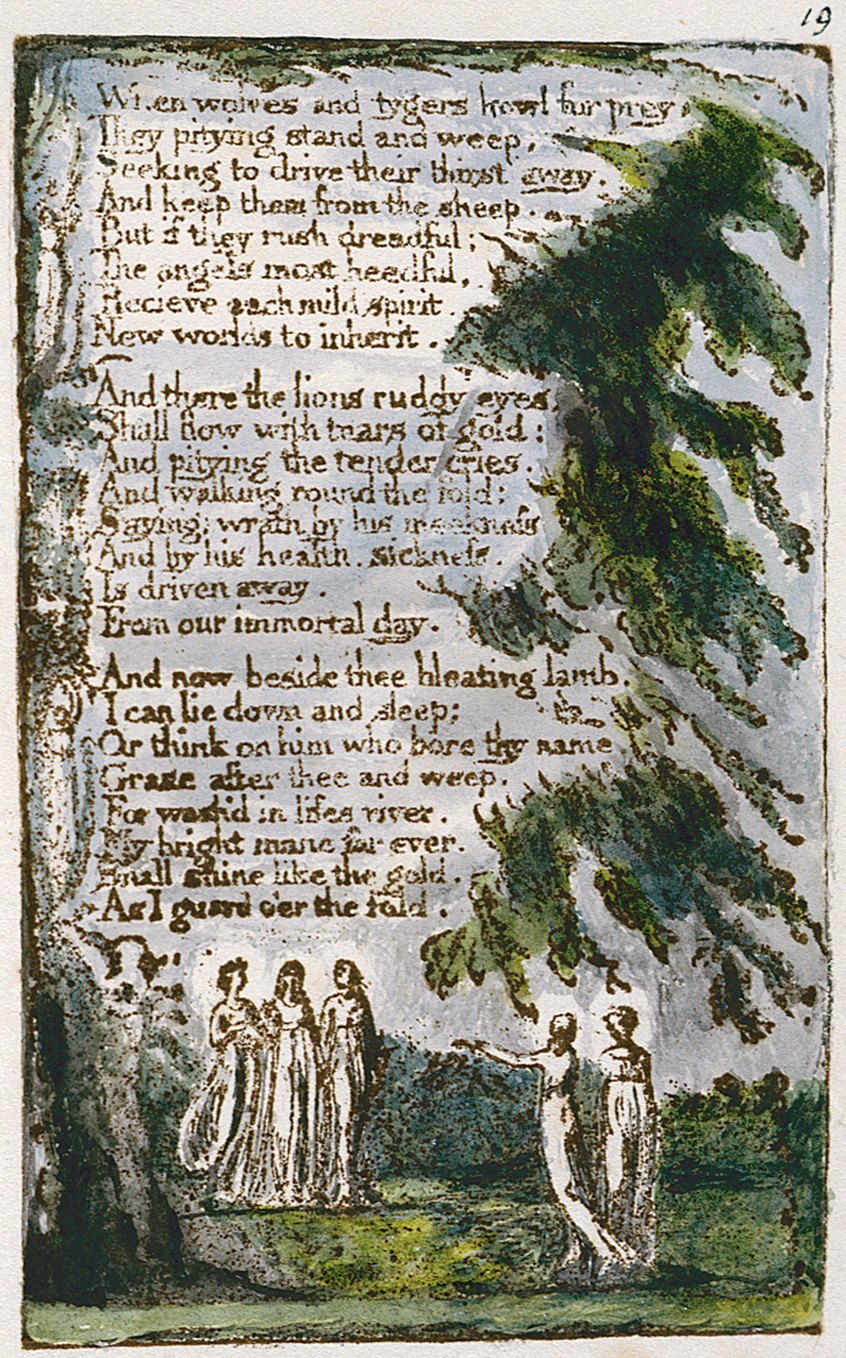 19
When wolves and tygers howl for prey
They pitying stand and weep;
Seeking to drive their thirst away.
And keep them from the sheep.
But if they rush dreadful;
The angels most heedful,
Recieve each mild spirit.
New worlds to inherit.
And there the lions ruddy eyes,
Shall flow with tears of gold:
And pitying the tender cries.
And walking round the fold:
Saying: wrath by his meekness
And by his health. sickness.
Is driven away.
From our immortal day.
And now beside thee bleating lamb.
I can lie down and sleep;
Or think on him who bore thy name
Graze after thee and weep.
For wash'd in lifes river.
My bright mane for ever.
Shall shine like the gold.
As I guard o'er the fold.